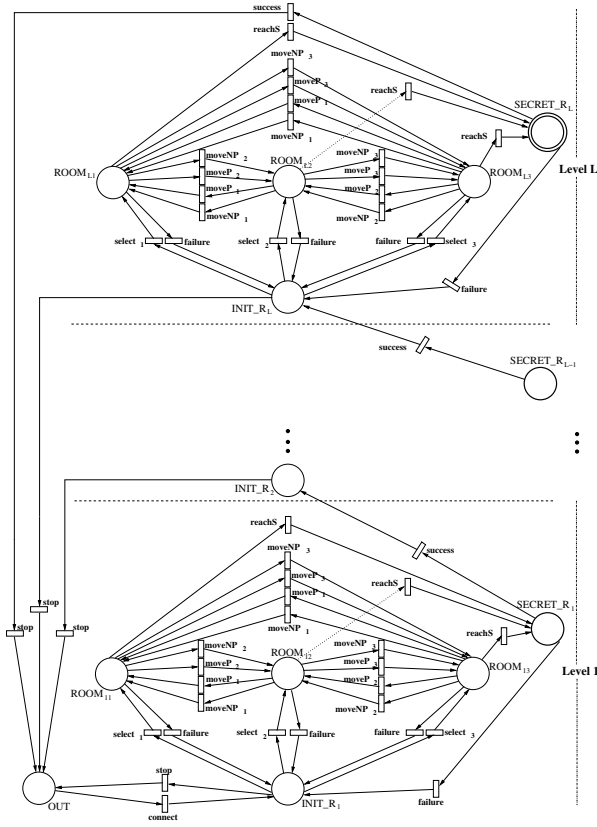 success
reachS
moveNP 3
moveP 3
reachS
moveP 1
SECRET_R L
reachS
moveNP 1
moveNP 2
ROOM L2
moveNP 3
ROOM L1
moveP 2
moveP 3
ROOM L3
Level L
moveP 1
moveP 2
moveNP 1
moveNP 2
select 1
failure
select 2
failure
failure
select 3
failure
INIT_R L
success
SECRET_R L-1
INIT_R 2
reachS
success
moveNP 3
moveP 3
reachS
moveP 1
SECRET_R 1
stop
stop
stop
moveNP 1
reachS
moveNP 2
ROOM 12
moveNP 3
moveP 2
moveP 3
Level 1
ROOM 11
moveP 1
moveP 2
ROOM 13
moveNP 1
moveNP 2
select 1
failure
select 2
failure
failure
select 3
stop
OUT
INIT_R 1
failure
connect